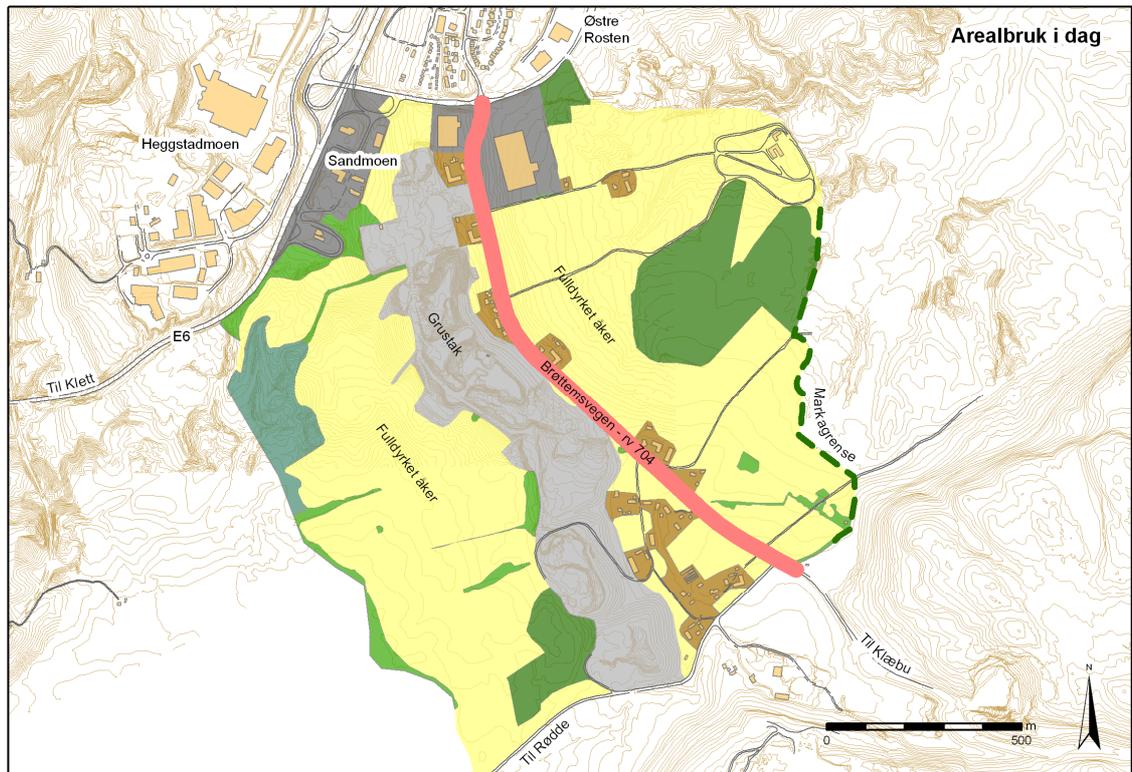 Østre
Rosten
Arealbruk i dag
Heggstadmoen
Sandmoen
Fulldyrket åker
Grustak
E6
Til Klett
Brøttemsvegen - rv 704
Markagrense
Fulldyrket åker
Til Klæbu
Til Rødde
N
m
0 500